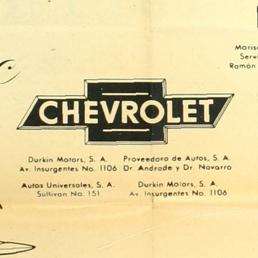 Marisc
Servi
Ramón
CHEVROLET
Durkin Motors, S. A.
Av. Insurgentes No. 1106
Proveedora de Autos, S. A.
Dr. Andrade y Dr. Navarro
Autos Universales, S. A.
Sullivan No. 151
Durkin Motors, S. A.
Av. Insurgentes No. 1106